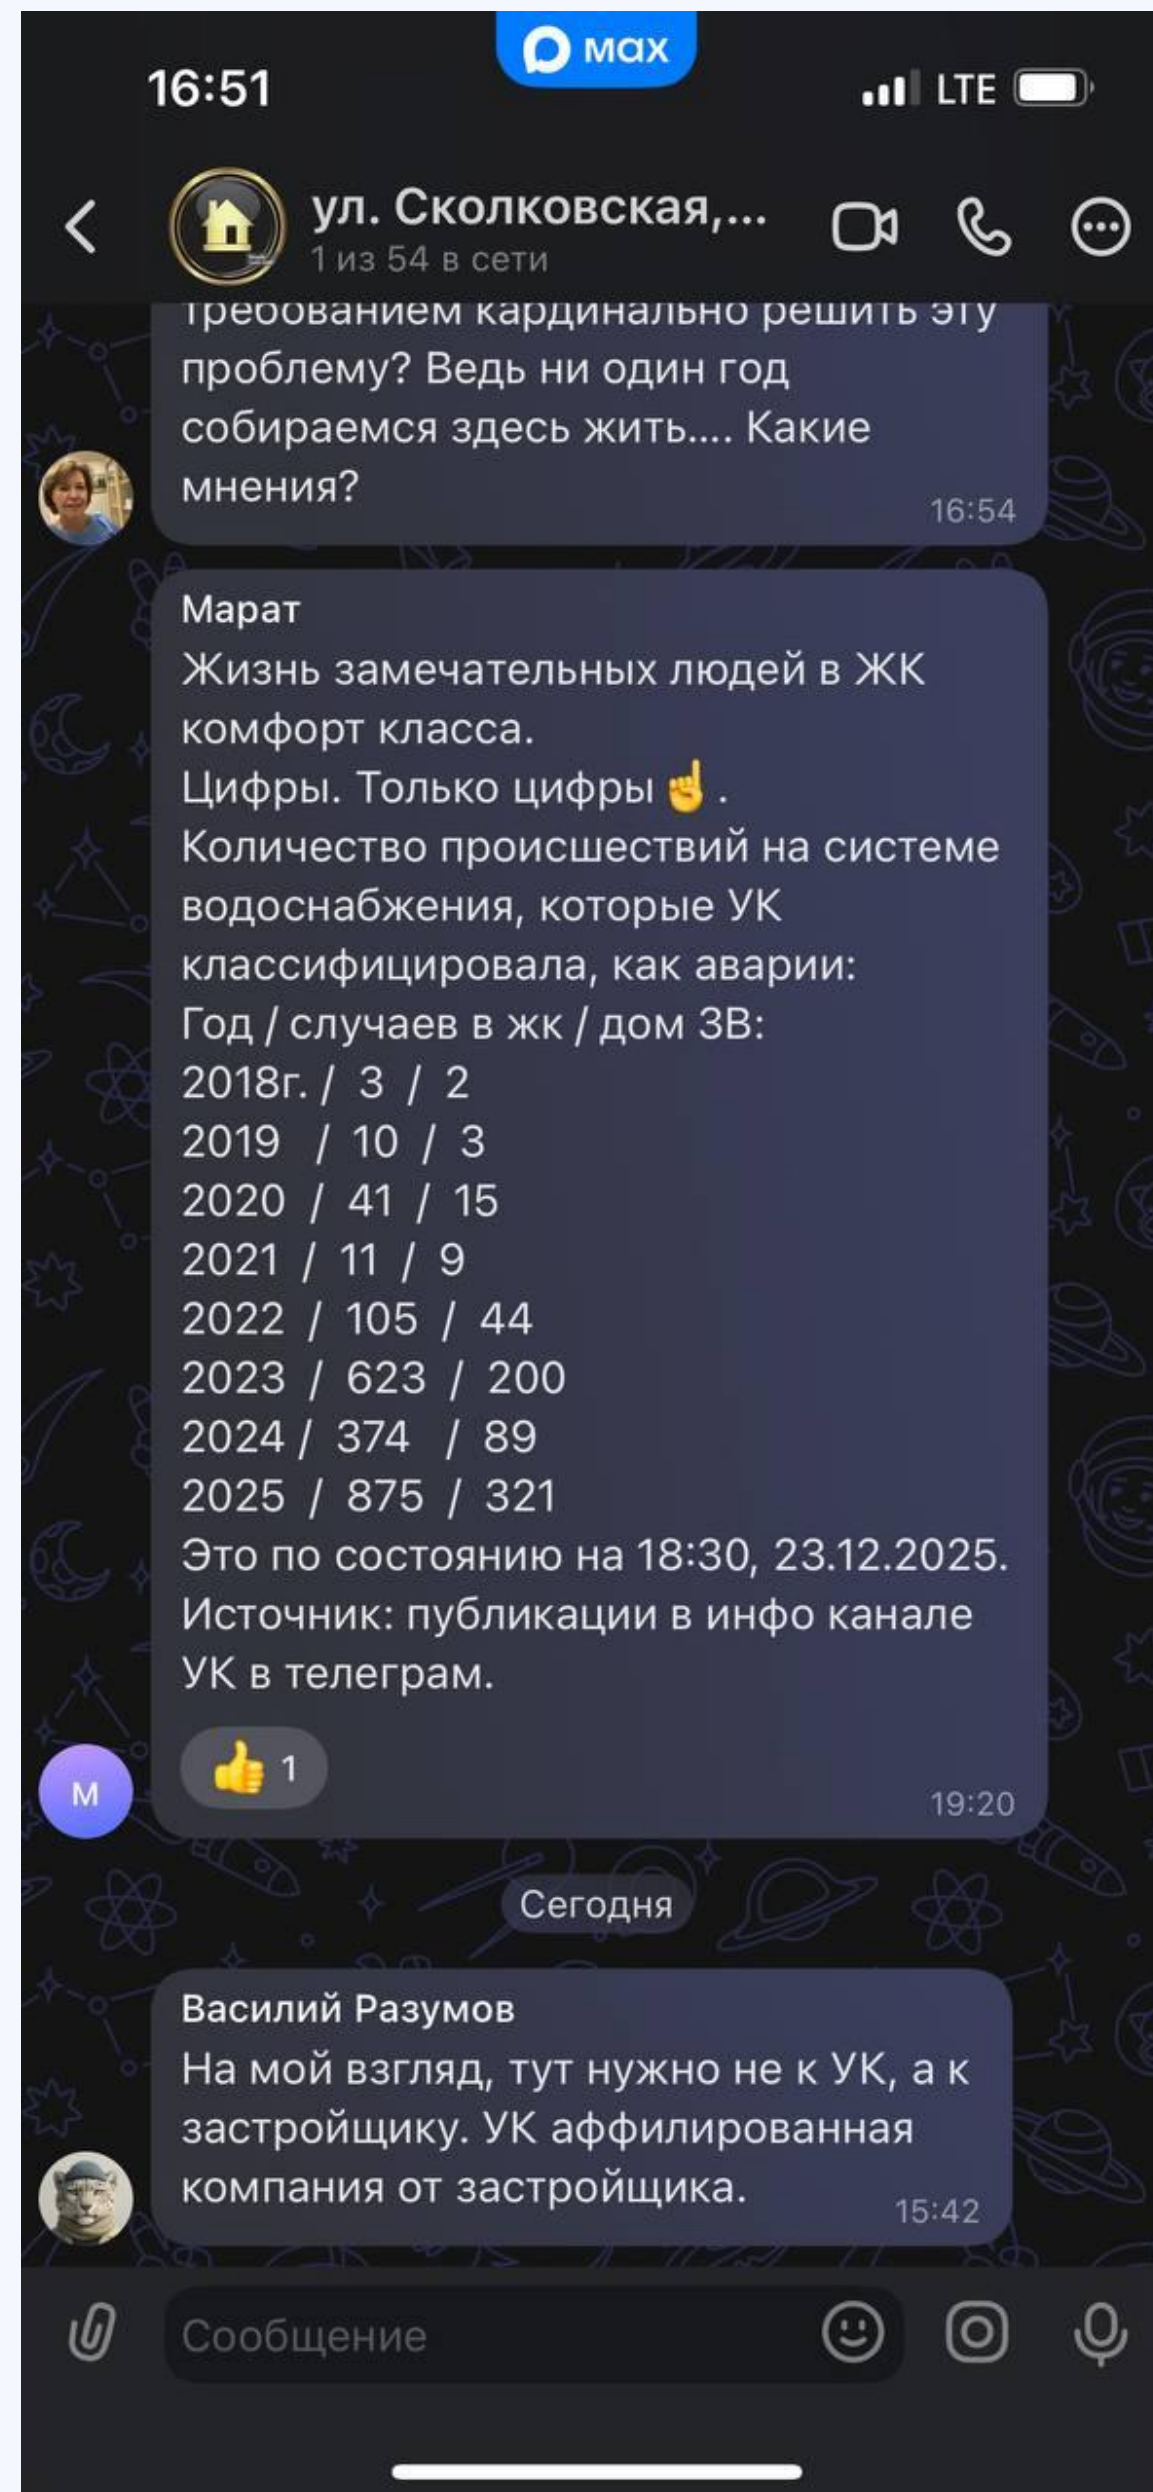 max
16:51
LTE
ул. Сколковская,...
1 из 54 в сети
требованием кардинально решить эту
проблему? Ведь ни один год
собираемся здесь жить.... Какие
мнения?
16:54
Марат
Жизнь замечательных людей в ЖК
комфорт класса.
Цифры. Только цифры ☝️.
Количество происшествий на системе
водоснабжения, которые УК
классифицировала, как аварии:
Год / случаев в жк / дом 3В:
2018г. / 3 / 2
2019 / 10 / 3
2020 / 41 / 15
2021 / 11 / 9
2022 / 105 / 44
2023 / 623 / 200
2024 / 374 / 89
2025 / 875 / 321
Это по состоянию на 18:30, 23.12.2025.
Источник: публикации в инфо канале
УК в телеграм.
👍 1
М
19:20
Сегодня
Василий Разумов
На мой взгляд, тут нужно не к УК, а к
застройщику. УК аффилированная
компания от застройщика.
15:42
Сообщение